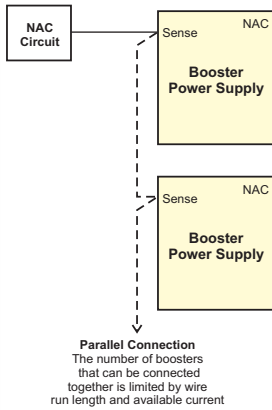 NAC
Circuit
NAC
Sense
Booster
Power Supply
NAC
Sense
Booster
Power Supply
Parallel Connection
The number of boosters
that can be connected
together is limited by wire
run length and available current